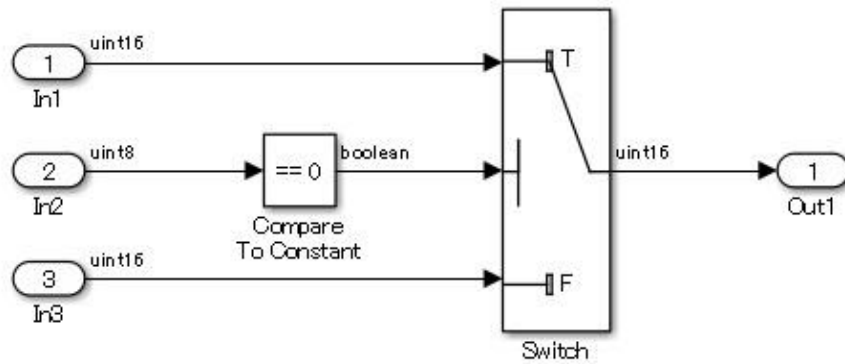 uint16
1
In1
T
uint8
2
In2
== 0
boolean
Compare
To Constant
uint16
1
Out1
uint16
3
In3
F
Switch